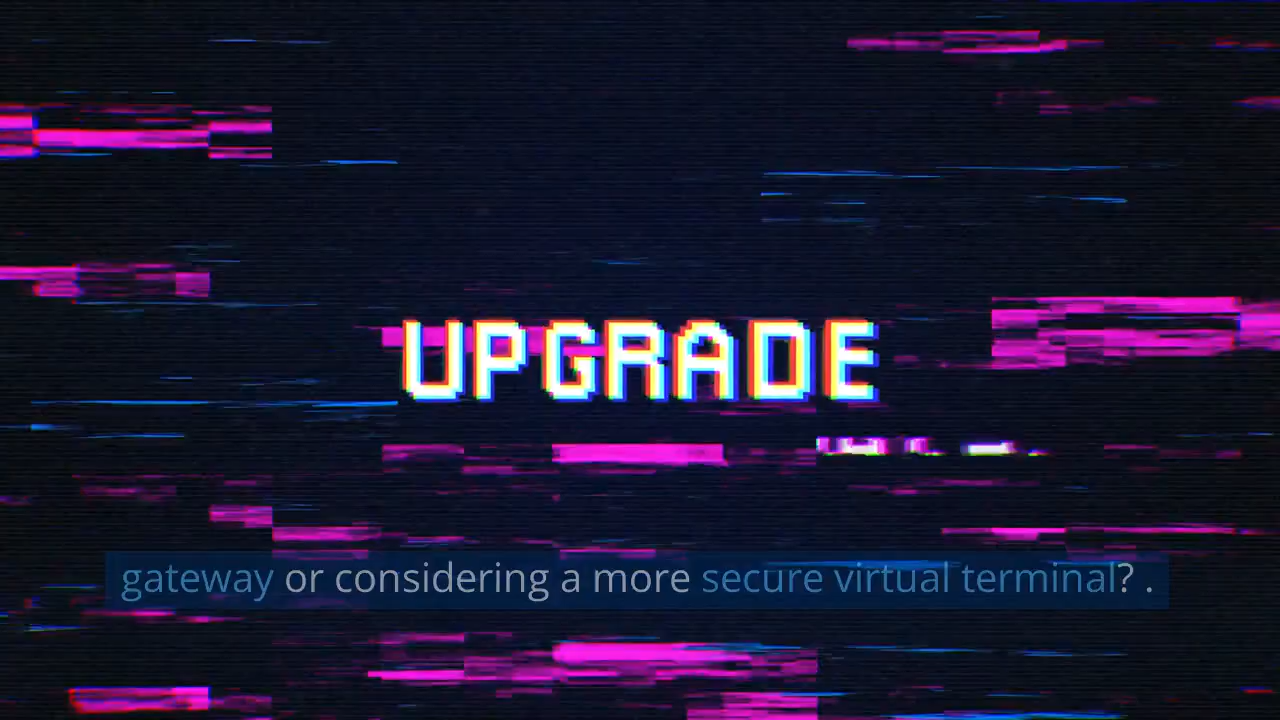 UPGRADE
gateway or considering a more secure virtual terminal? .